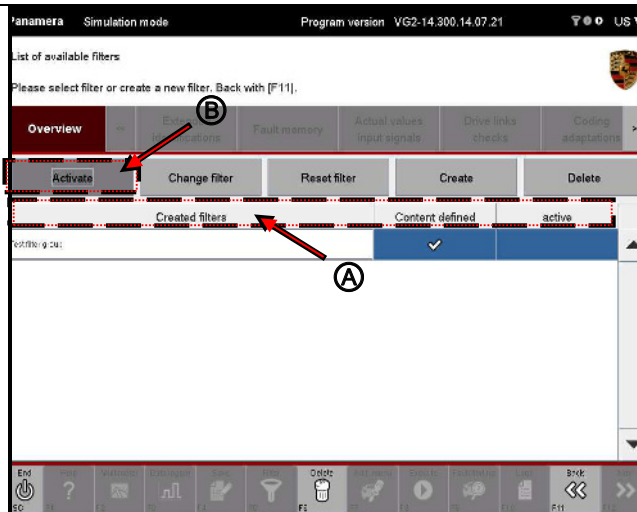 Panamera Simulation mode Program version VG2-14.300.14.07.21 US
List of available filters
Please select filter or create a new filter. Back with [F11].
B
Overview Fault memory Actual values input signals Drive links checks Coding adaptations
Activate Change filter Reset filter Create Delete
Created filters Content defined active
A
End Delete Back
F8 F11